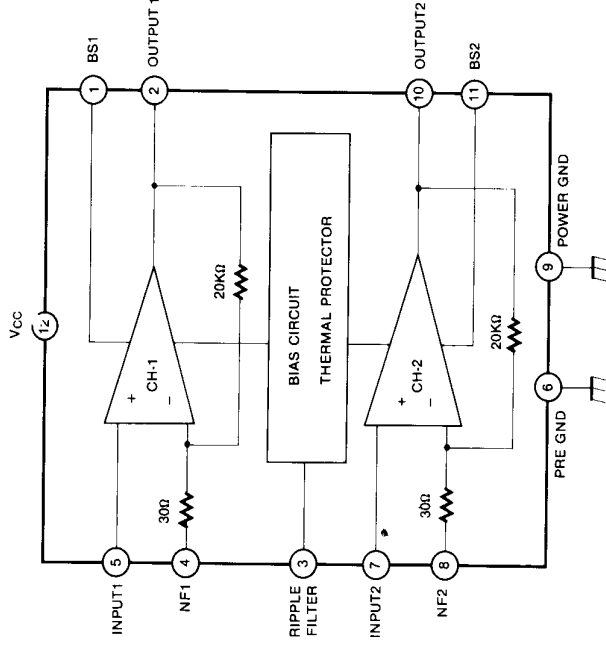 Vcc
12
BS1
1
OUTPUT 1
2
20KΩ
CH-1
+
−
30Ω
INPUT1
5
NF1
4
BIAS CIRCUIT
THERMAL PROTECTOR
RIPPLE
FILTER
3
OUTPUT2
10
BS2
11
CH-2
+
−
20KΩ
30Ω
INPUT2
7
NF2
8
PRE GND
6
POWER GND
9